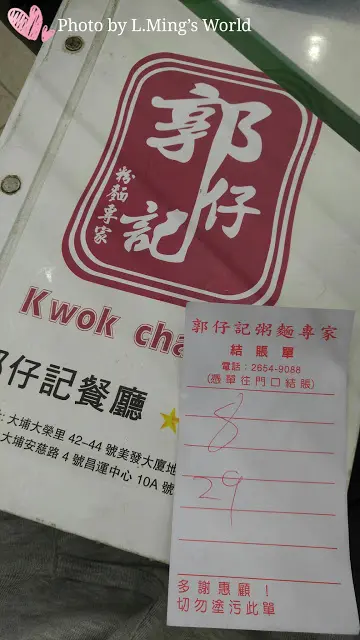 Photo by L.Ming's World
郭仔記
粉麵專家
Kwok cha
郭仔記餐廳
大埔大榮里 42-44 號美發大廈地
大埔安慈路 4 號昌運中心 10A 號
郭仔記粥麵專家
結賬單
電話：2654-9088
(憑單往門口結賬)
8
29
多謝惠顧！
切勿塗污此單